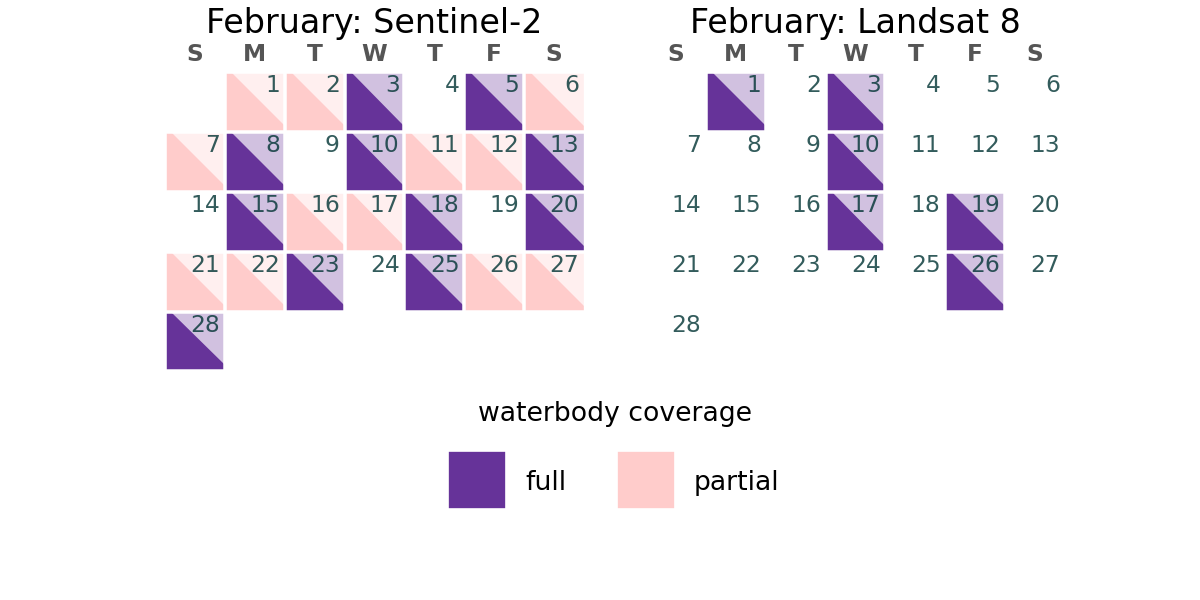 February: Sentinel-2
S M T W T F S
1 2 3 4 5 6
7 8 9 10 11 12 13
14 15 16 17 18 19 20
21 22 23 24 25 26 27
28
February: Landsat 8
S M T W T F S
1 2 3 4 5 6
7 8 9 10 11 12 13
14 15 16 17 18 19 20
21 22 23 24 25 26 27
28
waterbody coverage
full partial